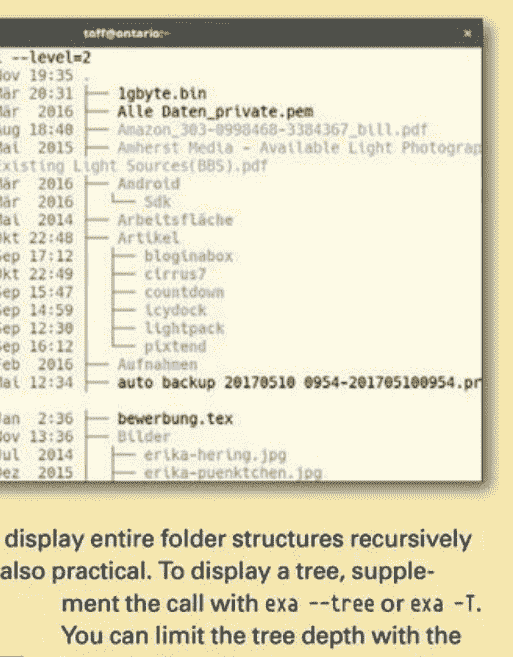 toff@ontario:~ ×
--level=2
Nov 19:35 .
Mär 20:31 ├── 1gbyte.bin
Mär 2016 ├── Alle Daten_private.pem
Aug 18:40 ├── Amazon_303-0998468-3384367_bill.pdf
Mai 2015 ├── Amherst Media - Available Light Photograp
Existing Light Sources(BBS).pdf
Mär 2016 ├── Android
Mär 2016 │ └── Sdk
Mai 2014 ├── Arbeitsfläche
Okt 22:48 ├── Artikel
Sep 17:12 │ ├── bloginabox
Okt 22:49 │ ├── cirrus7
Sep 15:47 │ ├── countdown
Sep 14:59 │ ├── icydock
Sep 12:30 │ ├── lightpack
Sep 16:12 │ └── pixtend
Feb 2016 ├── Aufnahmen
Mai 12:34 ├── auto backup 20170510 0954-201705100954.pr
Jan 2:36 ├── bewerbung.tex
Nov 13:36 ├── Bilder
Jul 2014 │ ├── erika-hering.jpg
Dez 2015 │ ├── erika-puenktchen.jpg
display entire folder structures recursively
also practical. To display a tree, supple-
ment the call with exa --tree or exa -T.
You can limit the tree depth with the